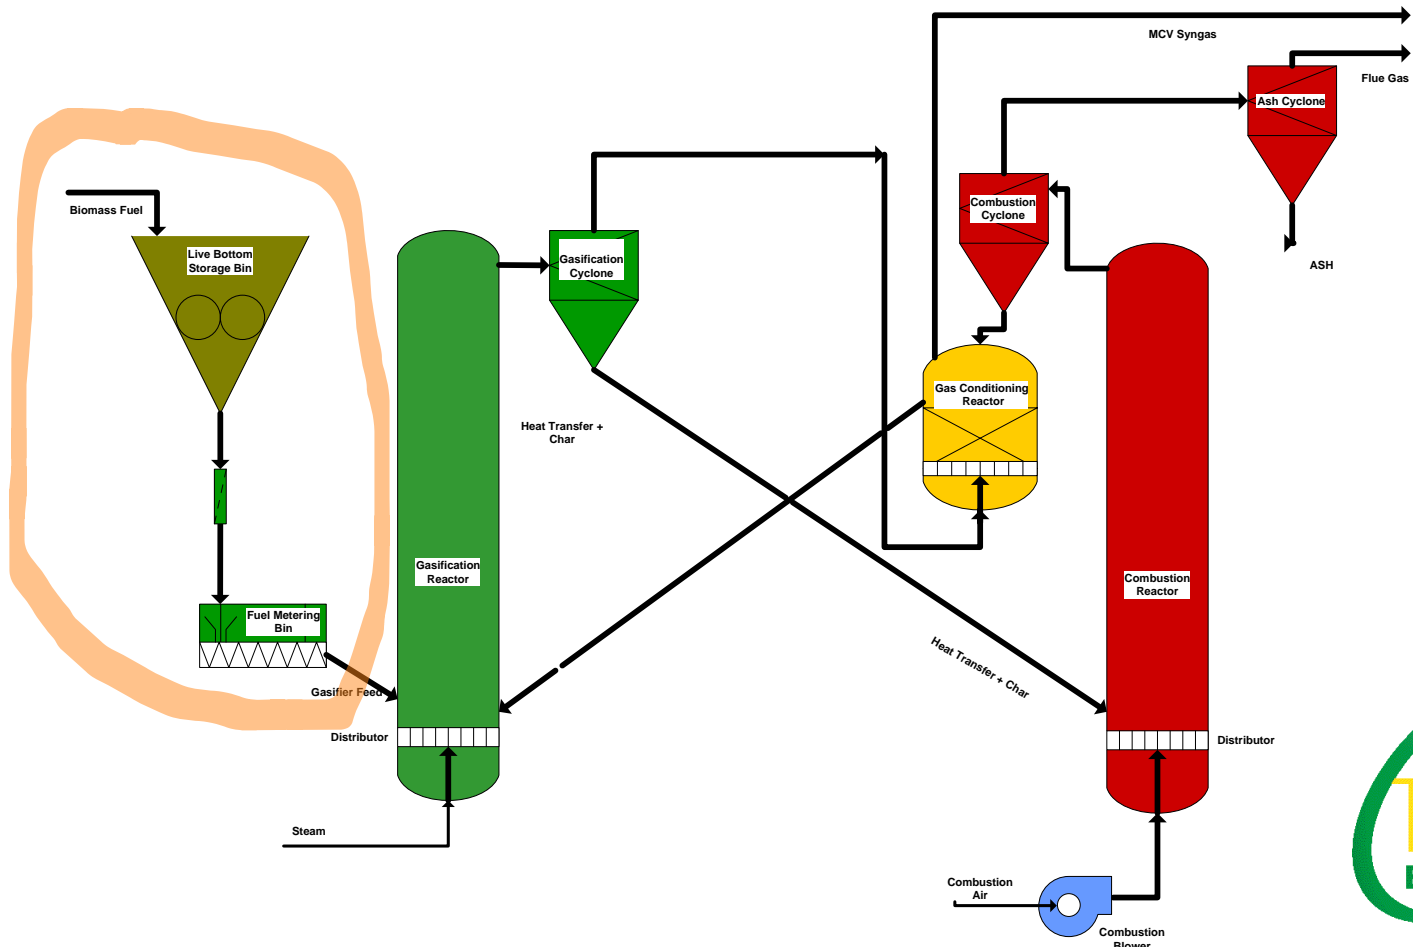 MCV Syngas
Flue Gas
Ash Cyclone
Biomass Fuel
Combustion
Cyclone
Live Bottom
Storage Bin
Gasification
Cyclone
ASH
Gas Conditioning
Reactor
Heat Transfer +
Char
Gasification
Reactor
Combustion
Reactor
Fuel Metering
Bin
Heat Transfer + Char
Gasifier Feed
Distributor
Distributor
Steam
Combustion
Air
Combustion
Blower